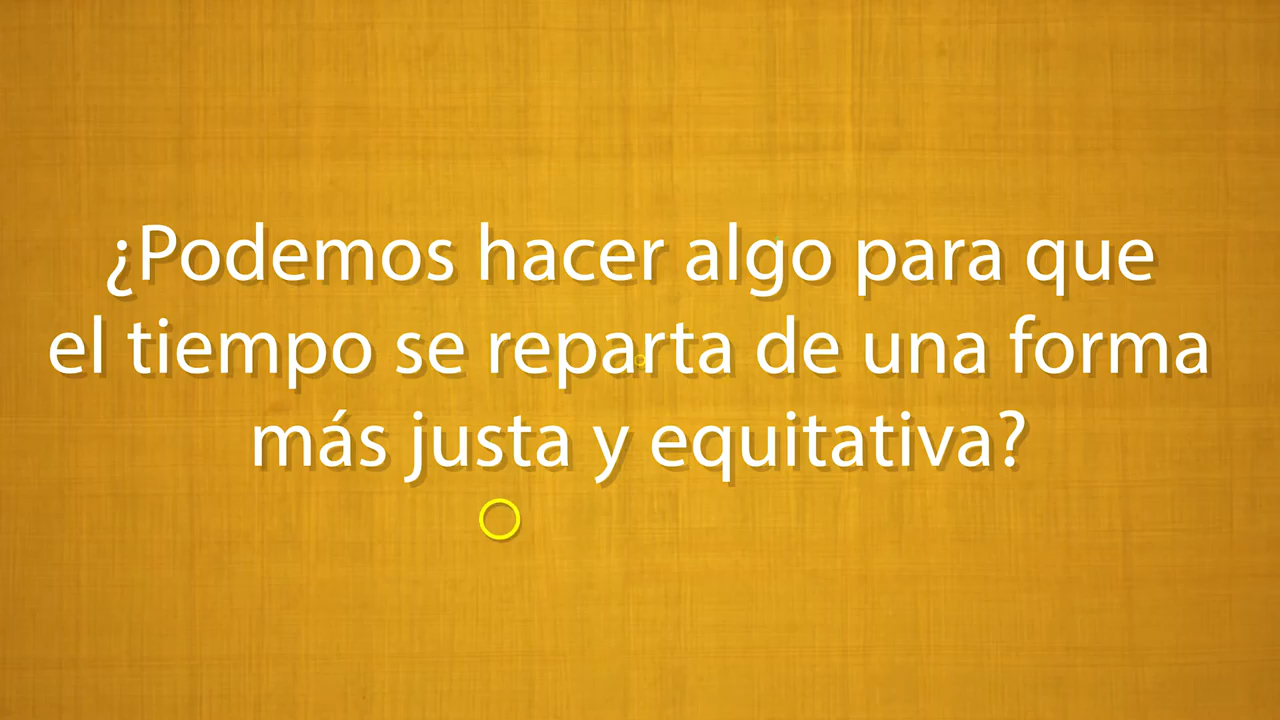 ¿Podemos hacer algo para que
el tiempo se reparta de una forma
más justa y equitativa?